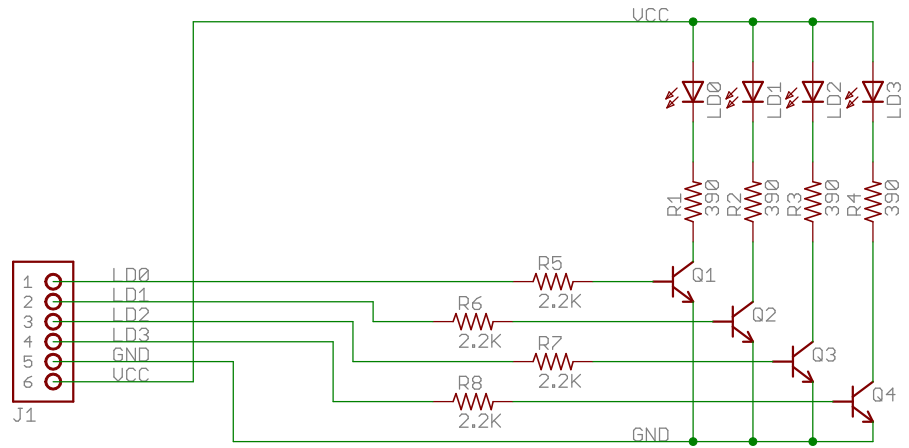 VCC
LD0
LD1
LD2
LD3
R1
390
R2
390
R3
390
R4
390
1
LD0
R5
2.2K
Q1
2
LD1
R6
2.2K
Q2
3
LD2
R7
2.2K
Q3
4
LD3
R8
2.2K
Q4
5
GND
6
VCC
J1
GND